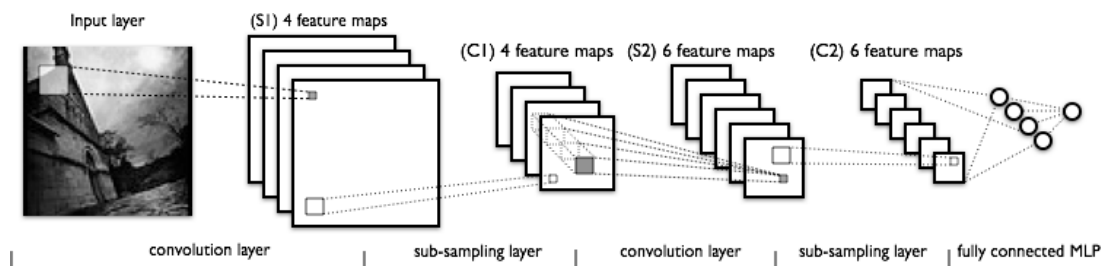 Input layer
(S1) 4 feature maps
(C1) 4 feature maps
(S2) 6 feature maps
(C2) 6 feature maps
convolution layer
sub-sampling layer
convolution layer
sub-sampling layer
fully connected MLP